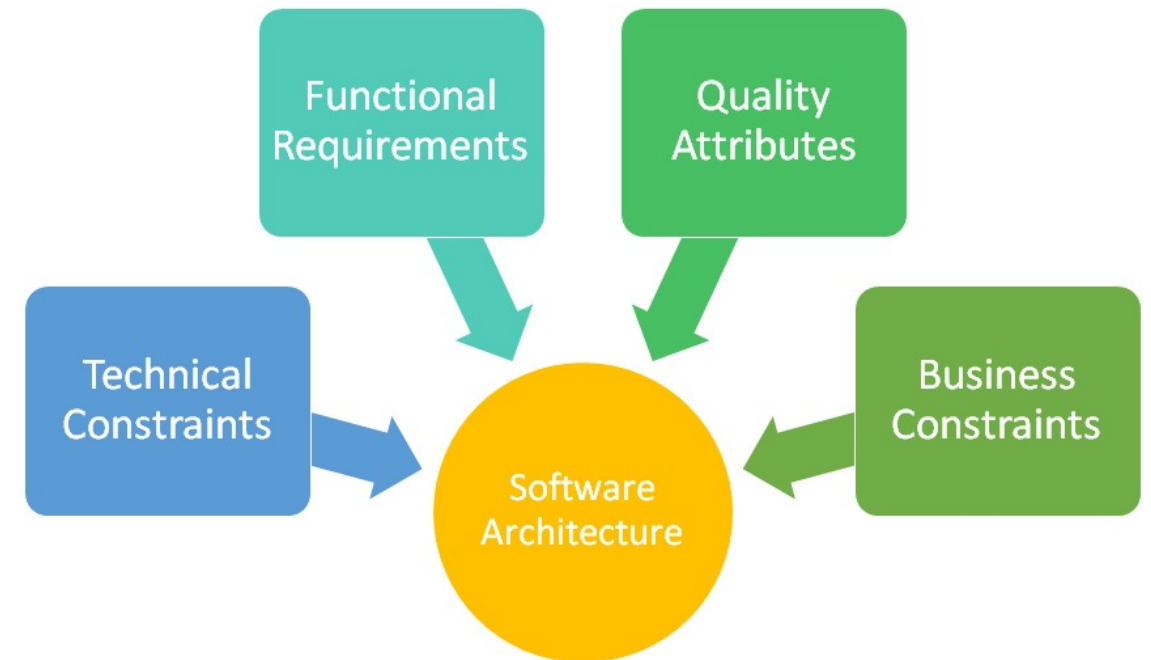 Functional
Requirements
Quality
Attributes
Technical
Constraints
Business
Constraints
Software
Architecture